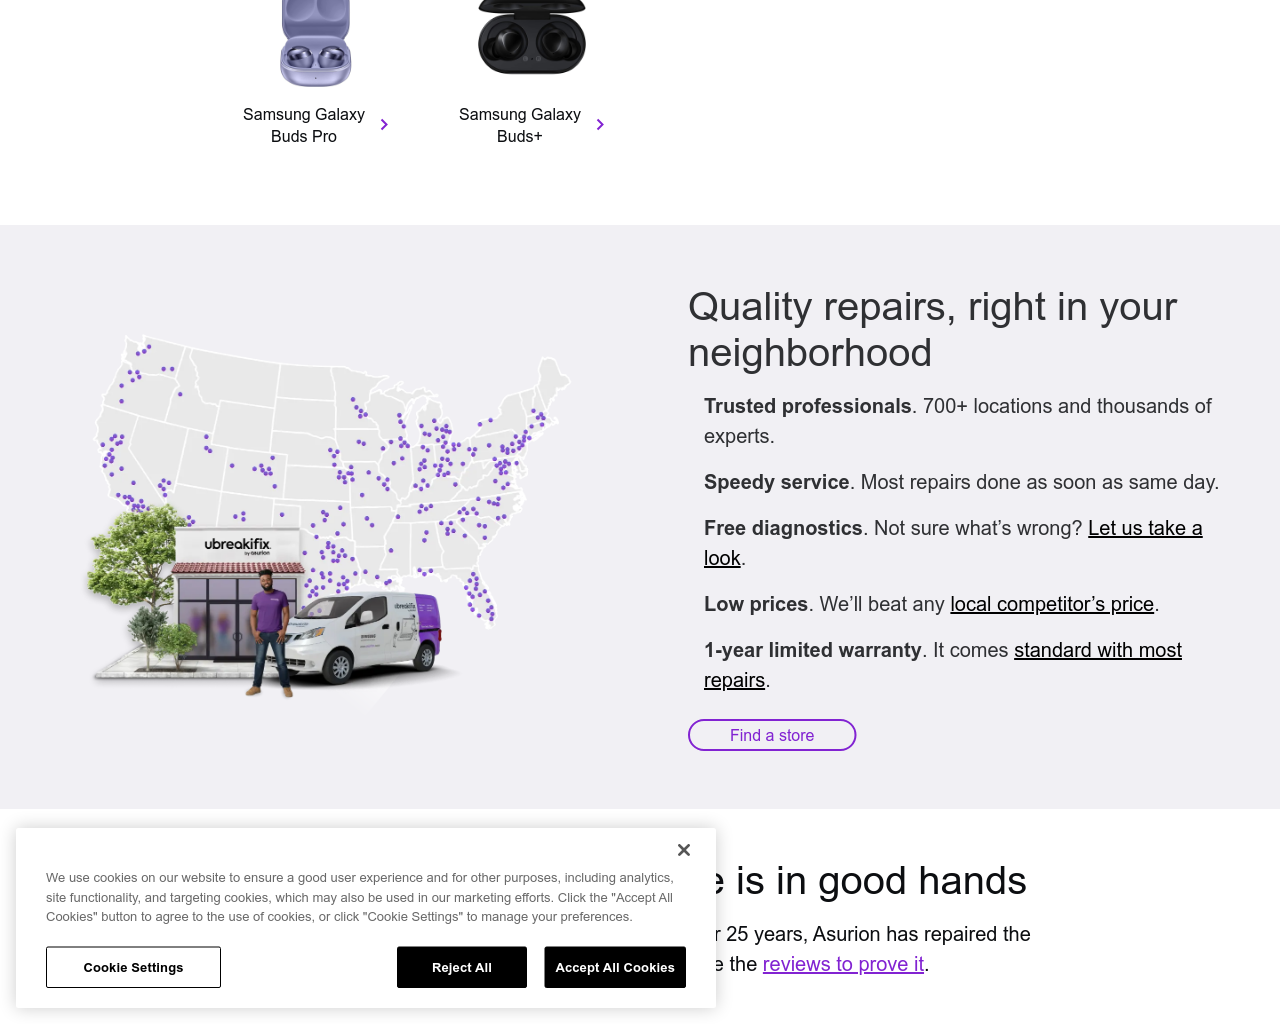 Samsung Galaxy
Buds Pro
Samsung Galaxy
Buds+
ubreakifix
by asurion
ubreakifix
Quality repairs, right in your
neighborhood
Trusted professionals. 700+ locations and thousands of
experts.
Speedy service. Most repairs done as soon as same day.
Free diagnostics. Not sure what’s wrong? Let us take a
look.
Low prices. We’ll beat any local competitor’s price.
1-year limited warranty. It comes standard with most
repairs.
Find a store
is in good hands
25 years, Asurion has repaired the
the reviews to prove it.
We use cookies on our website to ensure a good user experience and for other purposes, including analytics,
site functionality, and targeting cookies, which may also be used in our marketing efforts. Click the "Accept All
Cookies" button to agree to the use of cookies, or click "Cookie Settings" to manage your preferences.
Cookie Settings
Reject All
Accept All Cookies